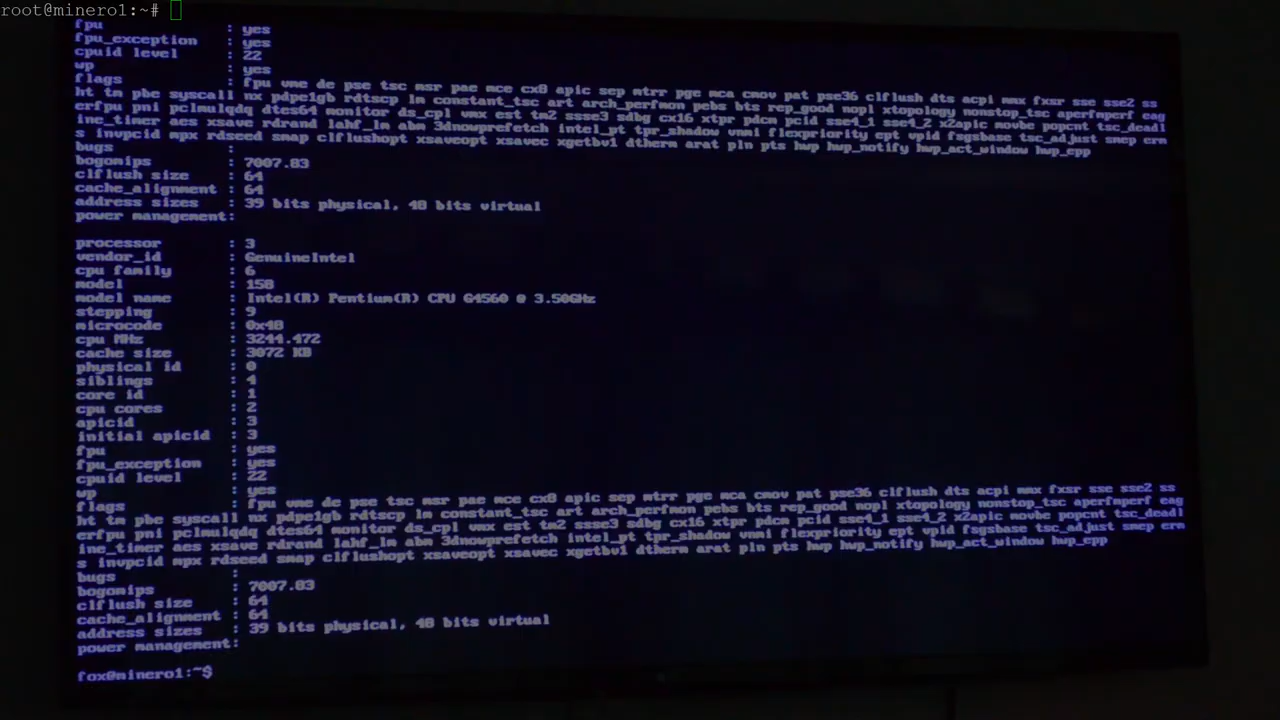 root@minero1:~#
fpu : yes
fpu_exception : yes
cpuid level : 22
wp : yes
flags : fpu vme de pse tsc msr pae mce cx8 apic sep mtrr pge mca cmov pat pse36 clflush dts acpi mmx fxsr sse sse2 ss
ht tm pbe syscall nx pdpe1gb rdtscp lm constant_tsc art arch_perfmon pebs bts rep_good nopl xtopology nonstop_tsc aperfmperf eag
erfpu pni pclmulqdq dtes64 monitor ds_cpl vmx est tm2 ssse3 sdbg cx16 xtpr pdcm pcid sse4_1 sse4_2 x2apic movbe popcnt tsc_deadl
ine_timer aes xsave rdrand lahf_lm abm 3dnowprefetch intel_pt tpr_shadow vnmi flexpriority ept vpid fsgsbase tsc_adjust smep erm
s invpcid mpx rdseed smap clflushopt xsaveopt xsavec xgetbv1 dtherm arat pln pts hwp hwp_notify hwp_act_window hwp_epp
bugs :
bogomips : 7007.83
clflush size : 64
cache_alignment : 64
address sizes : 39 bits physical, 48 bits virtual
power management:
processor : 3
vendor_id : GenuineIntel
cpu family : 6
model : 158
model name : Intel(R) Pentium(R) CPU G4560 @ 3.50GHz
stepping : 9
microcode : 0x48
cpu MHz : 3244.472
cache size : 3072 KB
physical id : 0
siblings : 4
core id : 1
cpu cores : 2
apicid : 3
initial apicid : 3
fpu : yes
fpu_exception : yes
cpuid level : 22
wp : yes
flags : fpu vme de pse tsc msr pae mce cx8 apic sep mtrr pge mca cmov pat pse36 clflush dts acpi mmx fxsr sse sse2 ss
ht tm pbe syscall nx pdpe1gb rdtscp lm constant_tsc art arch_perfmon pebs bts rep_good nopl xtopology nonstop_tsc aperfmperf eag
erfpu pni pclmulqdq dtes64 monitor ds_cpl vmx est tm2 ssse3 sdbg cx16 xtpr pdcm pcid sse4_1 sse4_2 x2apic movbe popcnt tsc_deadl
ine_timer aes xsave rdrand lahf_lm abm 3dnowprefetch intel_pt tpr_shadow vnmi flexpriority ept vpid fsgsbase tsc_adjust smep erm
s invpcid mpx rdseed smap clflushopt xsaveopt xsavec xgetbv1 dtherm arat pln pts hwp hwp_notify hwp_act_window hwp_epp
bugs :
bogomips : 7007.83
clflush size : 64
cache_alignment : 64
address sizes : 39 bits physical, 48 bits virtual
power management:
fox@minero1:~$